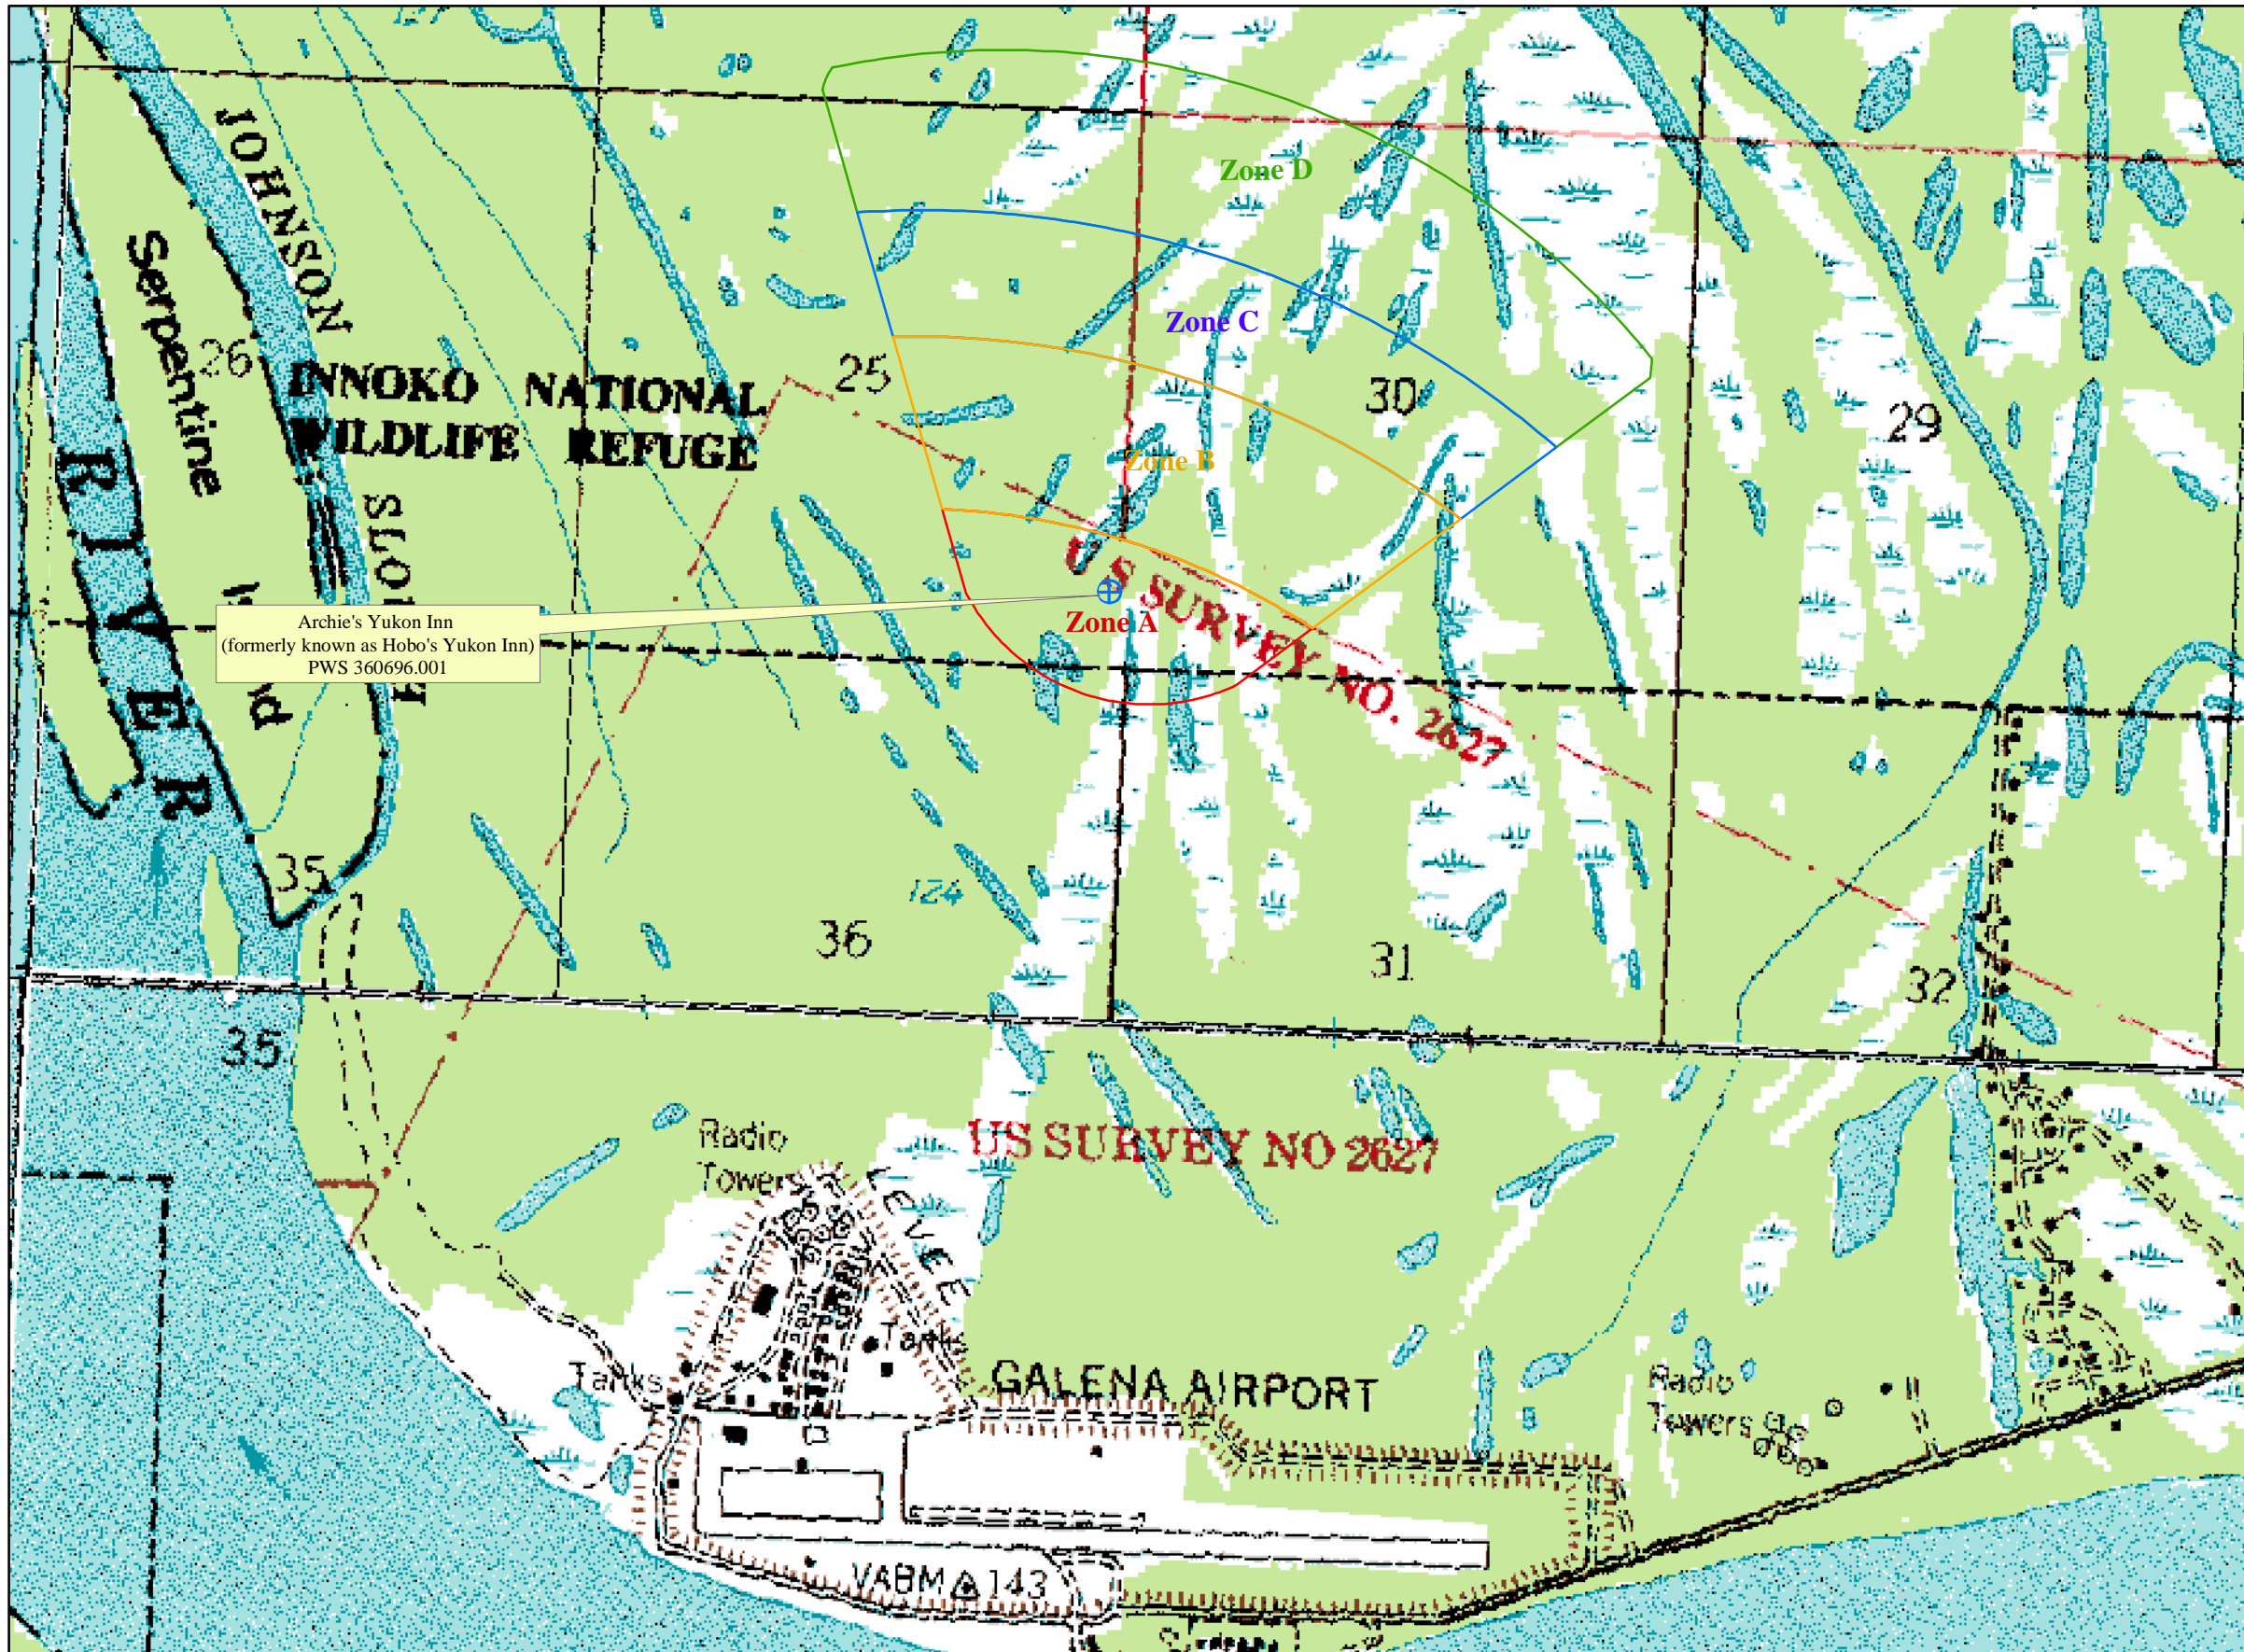 JOHNSON
SLOUGH
Serpentine
Island
26
INNOKO NATIONAL
WILDLIFE REFUGE
RIVER
25
30
29
Zone D
Zone C
Zone B
Zone A
U S SURVEY NO. 2627
Archie's Yukon Inn
(formerly known as Hobo's Yukon Inn)
PWS 360696.001
35
124
36
31
32
35
US SURVEY NO 2627
Radio
Towers
LEVEE
Tanks
Tanks
GALENA AIRPORT
Radio
Towers
VABM 143